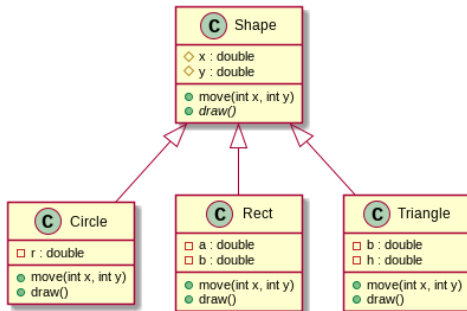 C Shape
x : double
y : double
move(int x, int y)
draw()
C Circle
r : double
move(int x, int y)
draw()
C Rect
a : double
b : double
move(int x, int y)
draw()
C Triangle
b : double
h : double
move(int x, int y)
draw()